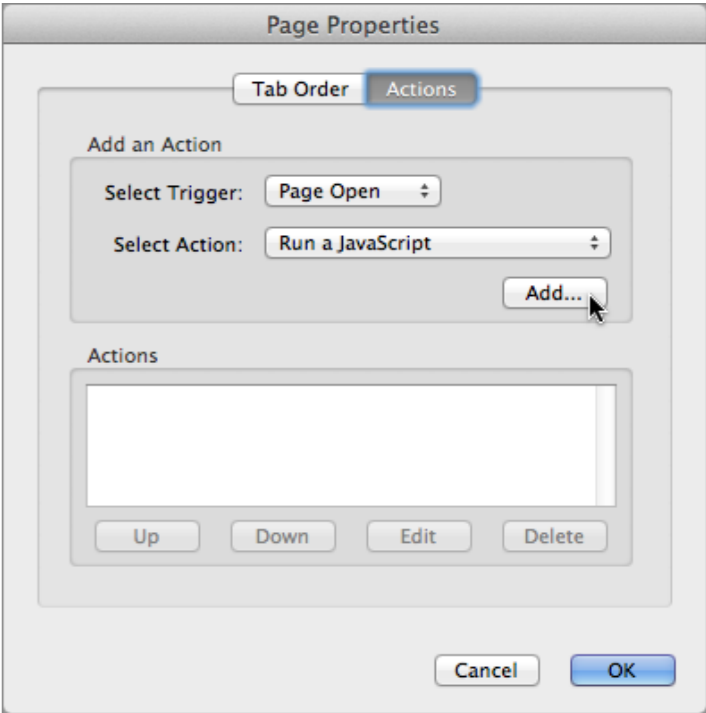 Page Properties
Tab Order Actions
Add an Action
Select Trigger: Page Open
Select Action: Run a JavaScript
Add...
Actions
Up Down Edit Delete
Cancel OK